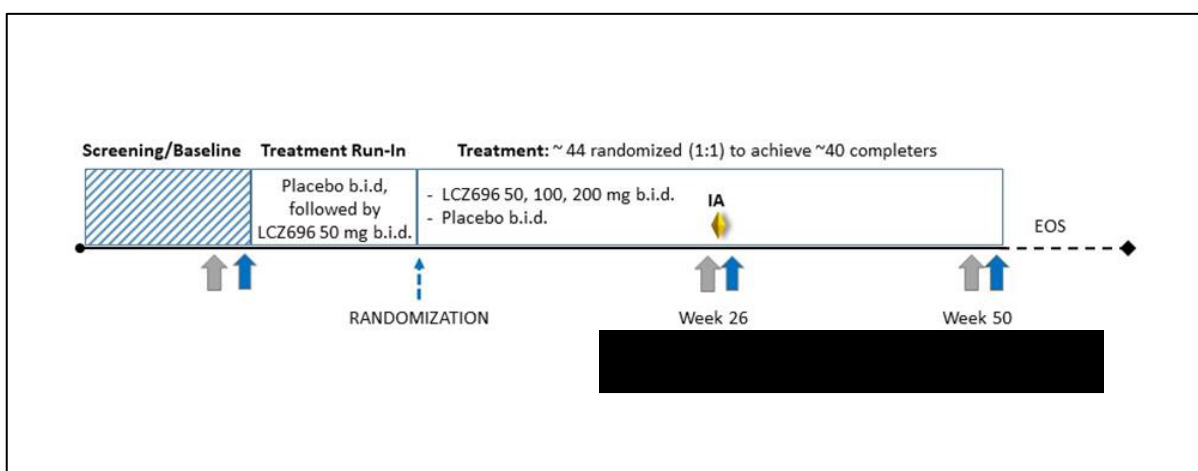 Screening/Baseline
Treatment Run-In
Treatment: ~ 44 randomized (1:1) to achieve ~40 completers
Placebo b.i.d,
followed by
LCZ696 50 mg b.i.d.
- LCZ696 50, 100, 200 mg b.i.d.
- Placebo b.i.d.
IA
EOS
RANDOMIZATION
Week 26
Week 50